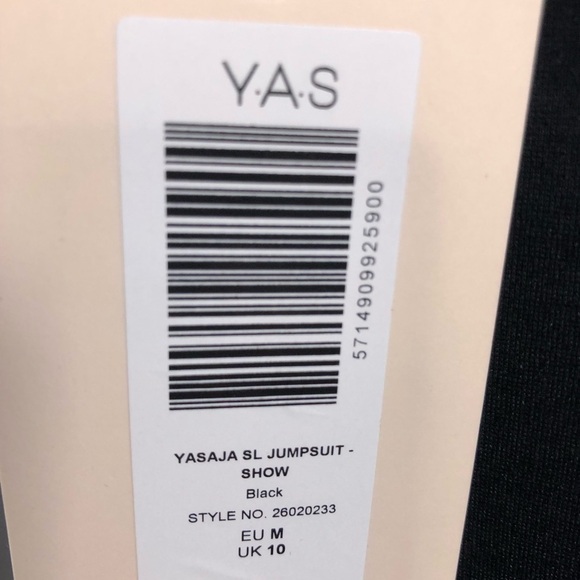 Y.A.S
5714909925900
YASAJA SL JUMPSUIT -
SHOW
Black
STYLE NO. 26020233
EU M
UK 10